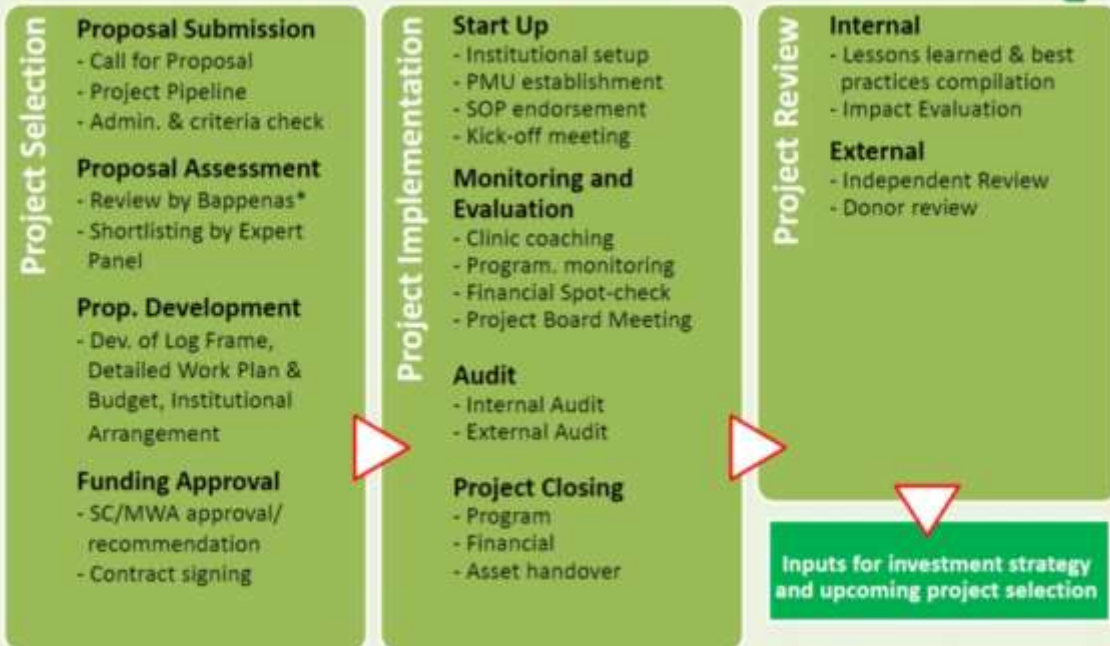 Project Selection
Proposal Submission
- Call for Proposal
- Project Pipeline
- Admin. & criteria check
Proposal Assessment
- Review by Bappenas*
- Shortlisting by Expert
Panel
Prop. Development
- Dev. of Log Frame,
Detailed Work Plan &
Budget, Institutional
Arrangement
Funding Approval
- SC/MWA approval/
recommendation
- Contract signing
Project Implementation
Start Up
- Institutional setup
- PMU establishment
- SOP endorsement
- Kick-off meeting
Monitoring and
Evaluation
- Clinic coaching
- Program. monitoring
- Financial Spot-check
- Project Board Meeting
Audit
- Internal Audit
- External Audit
Project Closing
- Program
- Financial
- Asset handover
Project Review
Internal
- Lessons learned & best
practices compilation
- Impact Evaluation
External
- Independent Review
- Donor review
Inputs for investment strategy
and upcoming project selection